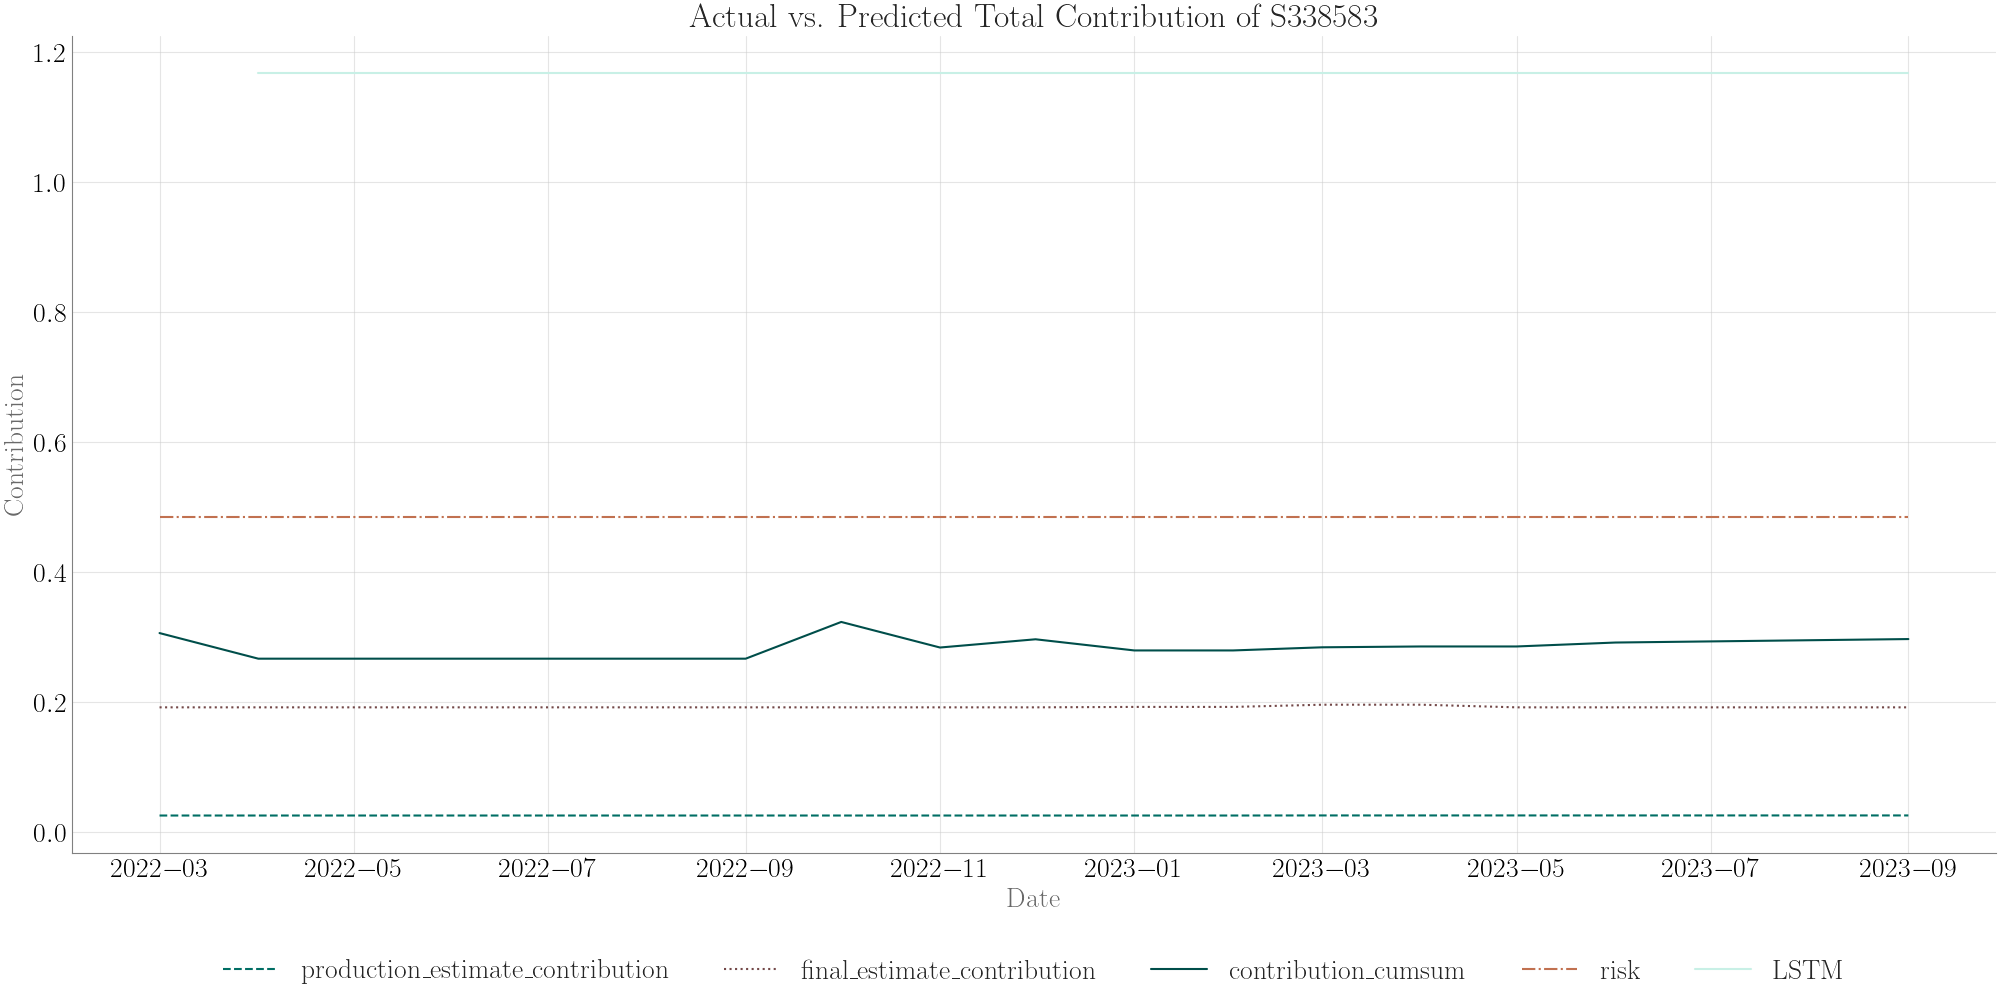 Actual vs. Predicted Total Contribution of S338583
1.2
1.0
0.8
0.6
0.4
0.2
0.0
Contribution
2022–03 2022–05 2022–07 2022–09 2022–11 2023–01 2023–03 2023–05 2023–07 2023–09
Date
production_estimate_contribution final_estimate_contribution contribution_cumsum risk LSTM